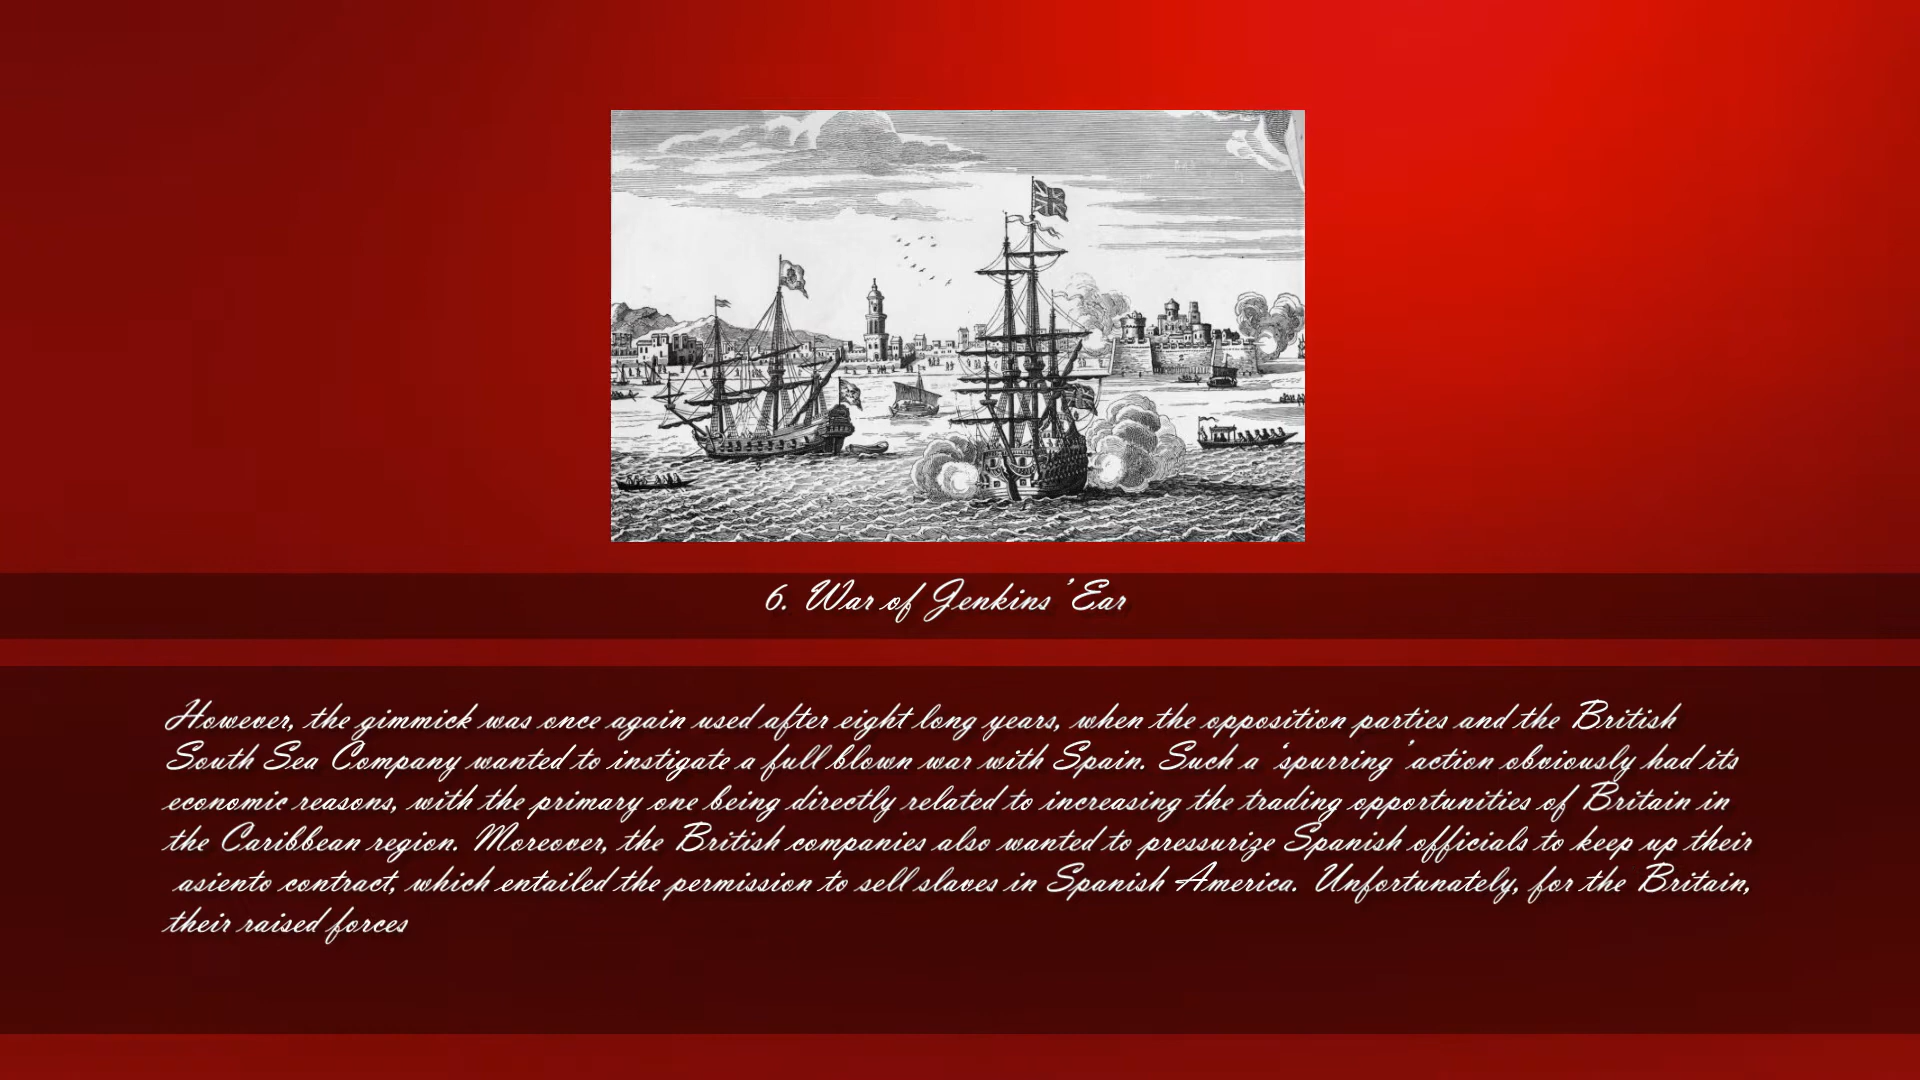 6. War of Jenkins' Ear
However, the gimmick was once again used after eight long years, when the opposition parties and the British
South Sea Company wanted to instigate a full blown war with Spain. Such a 'spurring' action obviously had its
economic reasons, with the primary one being directly related to increasing the trading opportunities of Britain in
the Caribbean region. Moreover, the British companies also wanted to pressurize Spanish officials to keep up their
asiento contract, which entailed the permission to sell slaves in Spanish America. Unfortunately, for the Britain,
their raised forces